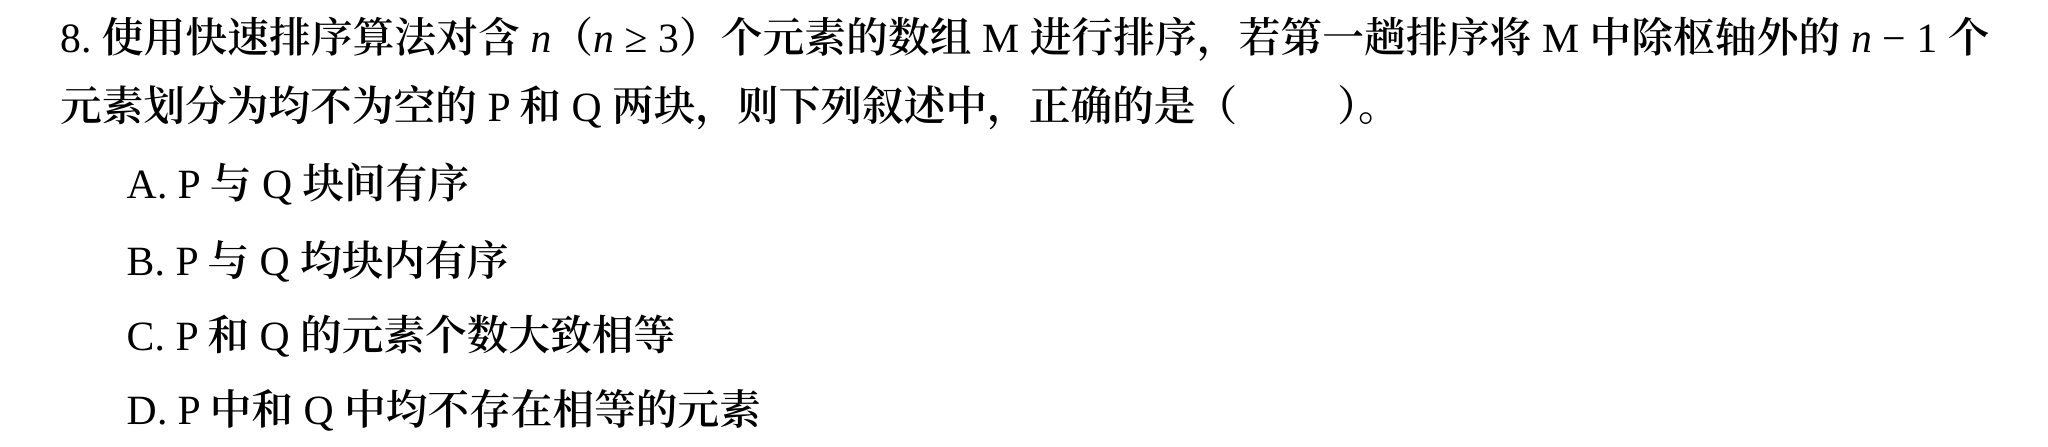 8. 使用快速排序算法对含 n（n ≥ 3）个元素的数组 M 进行排序，若第一趟排序将 M 中除枢轴外的 n − 1 个
元素划分为均不为空的 P 和 Q 两块，则下列叙述中，正确的是（　　）。
A. P 与 Q 块间有序
B. P 与 Q 均块内有序
C. P 和 Q 的元素个数大致相等
D. P 中和 Q 中均不存在相等的元素